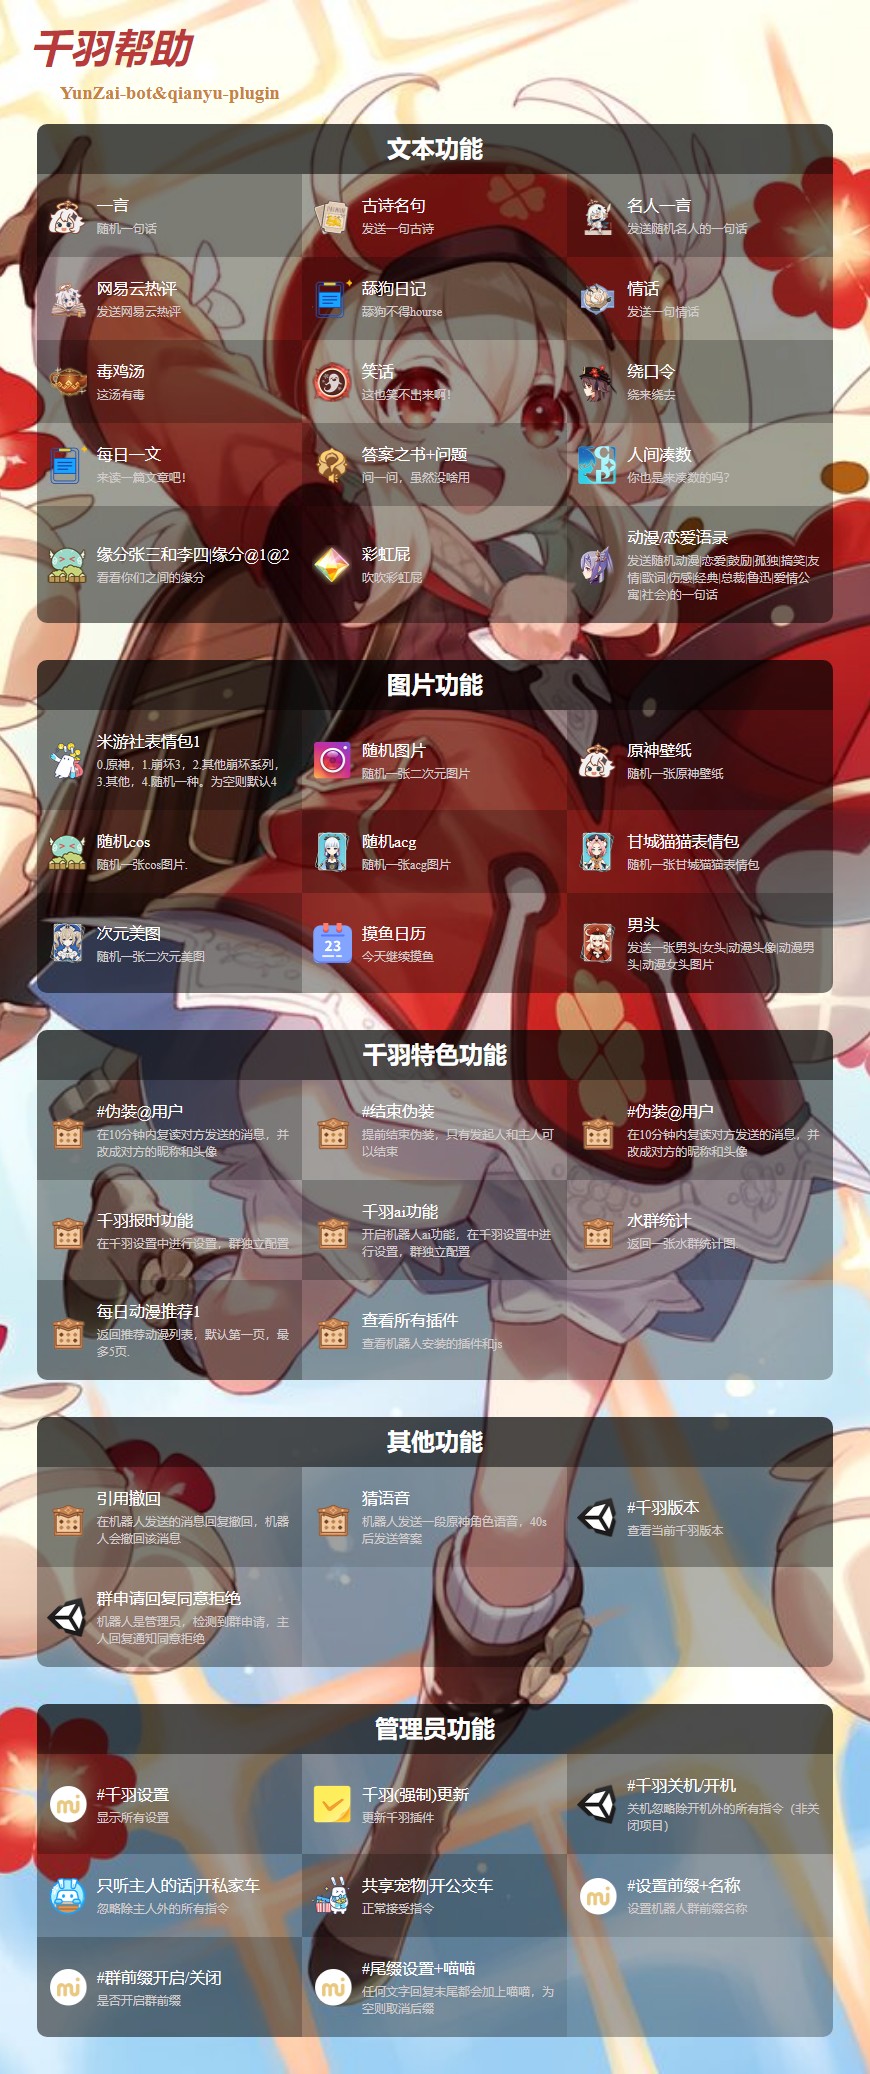 千羽帮助
YunZai-bot&qianyu-plugin
文本功能
一言
随机一句话
古诗名句
发送一句古诗
名人一言
发送随机名人的一句话
网易云热评
发送网易云热评
舔狗日记
舔狗不得hourse
情话
发送一句情话
毒鸡汤
这汤有毒
笑话
这也笑不出来啊!
绕口令
绕来绕去
每日一文
来读一篇文章吧!
答案之书+问题
问一问，虽然没啥用
人间凑数
你也是来凑数的吗?
缘分张三和李四|缘分@1@2
看看你们之间的缘分
彩虹屁
吹吹彩虹屁
动漫/恋爱语录
发送随机动漫|恋爱|鼓励|孤独|搞笑|友
情|歌词|伤感|经典|总裁|鲁迅|爱情公
寓|社会)的一句话
图片功能
米游社表情包1
0.原神，1.崩坏3，2.其他崩坏系列，
3.其他，4.随机一种。为空则默认4
随机图片
随机一张二次元图片
原神壁纸
随机一张原神壁纸
随机cos
随机一张cos图片.
随机acg
随机一张acg图片
甘城猫猫表情包
随机一张甘城猫猫表情包
次元美图
随机一张二次元美图
23
摸鱼日历
今天继续摸鱼
男头
发送一张男头|女头|动漫头像|动漫男
头|动漫女头图片
千羽特色功能
#伪装@用户
在10分钟内复读对方发送的消息，并
改成对方的昵称和头像
#结束伪装
提前结束伪装，只有发起人和主人可
以结束
#伪装@用户
在10分钟内复读对方发送的消息，并
改成对方的昵称和头像
千羽报时功能
在千羽设置中进行设置，群独立配置
千羽ai功能
开启机器人ai功能，在千羽设置中进
行设置，群独立配置
水群统计
返回一张水群统计图.
每日动漫推荐1
返回推荐动漫列表，默认第一页，最
多5页.
查看所有插件
查看机器人安装的插件和js
其他功能
引用撤回
在机器人发送的消息回复撤回，机器
人会撤回该消息
猜语音
机器人发送一段原神角色语音，40s
后发送答案
#千羽版本
查看当前千羽版本
群申请回复同意拒绝
机器人是管理员，检测到群申请，主
人回复通知同意拒绝
管理员功能
#千羽设置
显示所有设置
千羽(强制)更新
更新千羽插件
#千羽关机/开机
关机忽略除开机外的所有指令（非关
闭项目）
只听主人的话|开私家车
忽略除主人外的所有指令
共享宠物|开公交车
正常接受指令
#设置前缀+名称
设置机器人群前缀名称
#群前缀开启/关闭
是否开启群前缀
#尾缀设置+喵喵
任何文字回复末尾都会加上喵喵，为
空则取消后缀